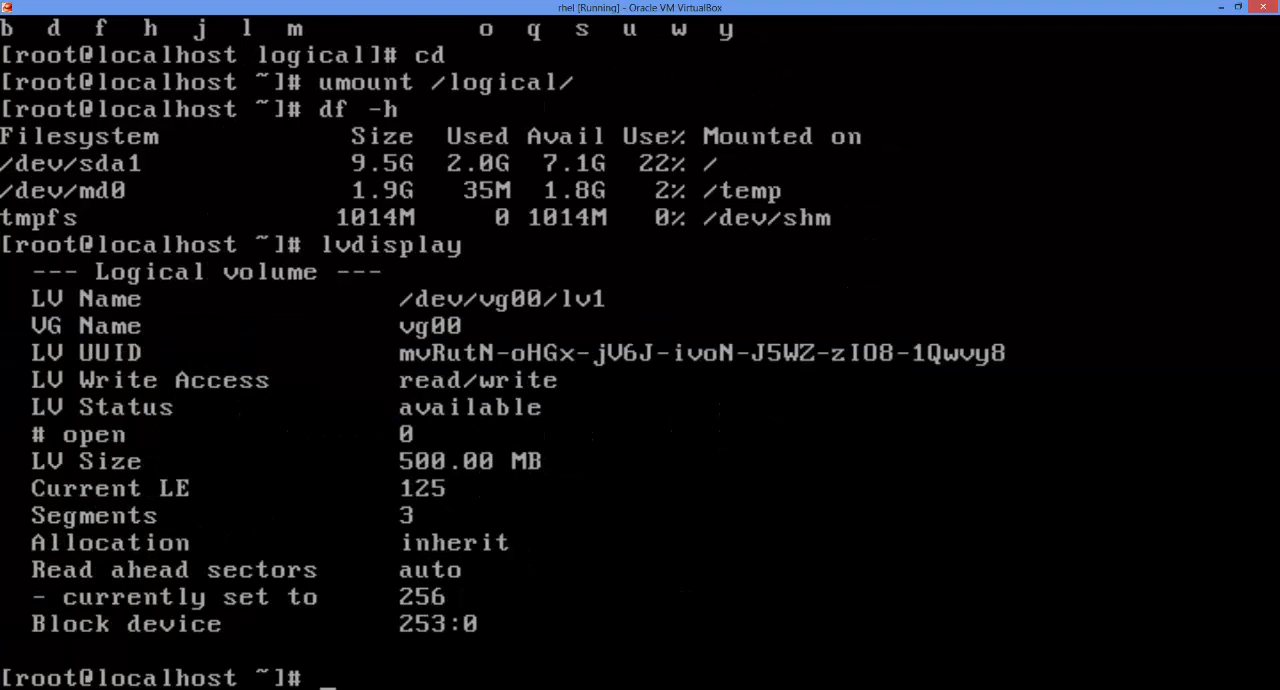 rhel [Running] - Oracle VM VirtualBox
b d f h j l m o q s u w y
[root@localhost logical]# cd
[root@localhost ~]# umount /logical/
[root@localhost ~]# df -h
Filesystem Size Used Avail Use% Mounted on
/dev/sda1 9.5G 2.0G 7.1G 22% /
/dev/md0 1.9G 35M 1.8G 2% /temp
tmpfs 1014M 0 1014M 0% /dev/shm
[root@localhost ~]# lvdisplay
--- Logical volume ---
LV Name /dev/vg00/lv1
VG Name vg00
LV UUID mvRutN-oHGx-jV6J-ivoN-J5WZ-zIO8-1Qwvy8
LV Write Access read/write
LV Status available
# open 0
LV Size 500.00 MB
Current LE 125
Segments 3
Allocation inherit
Read ahead sectors auto
- currently set to 256
Block device 253:0
[root@localhost ~]# _